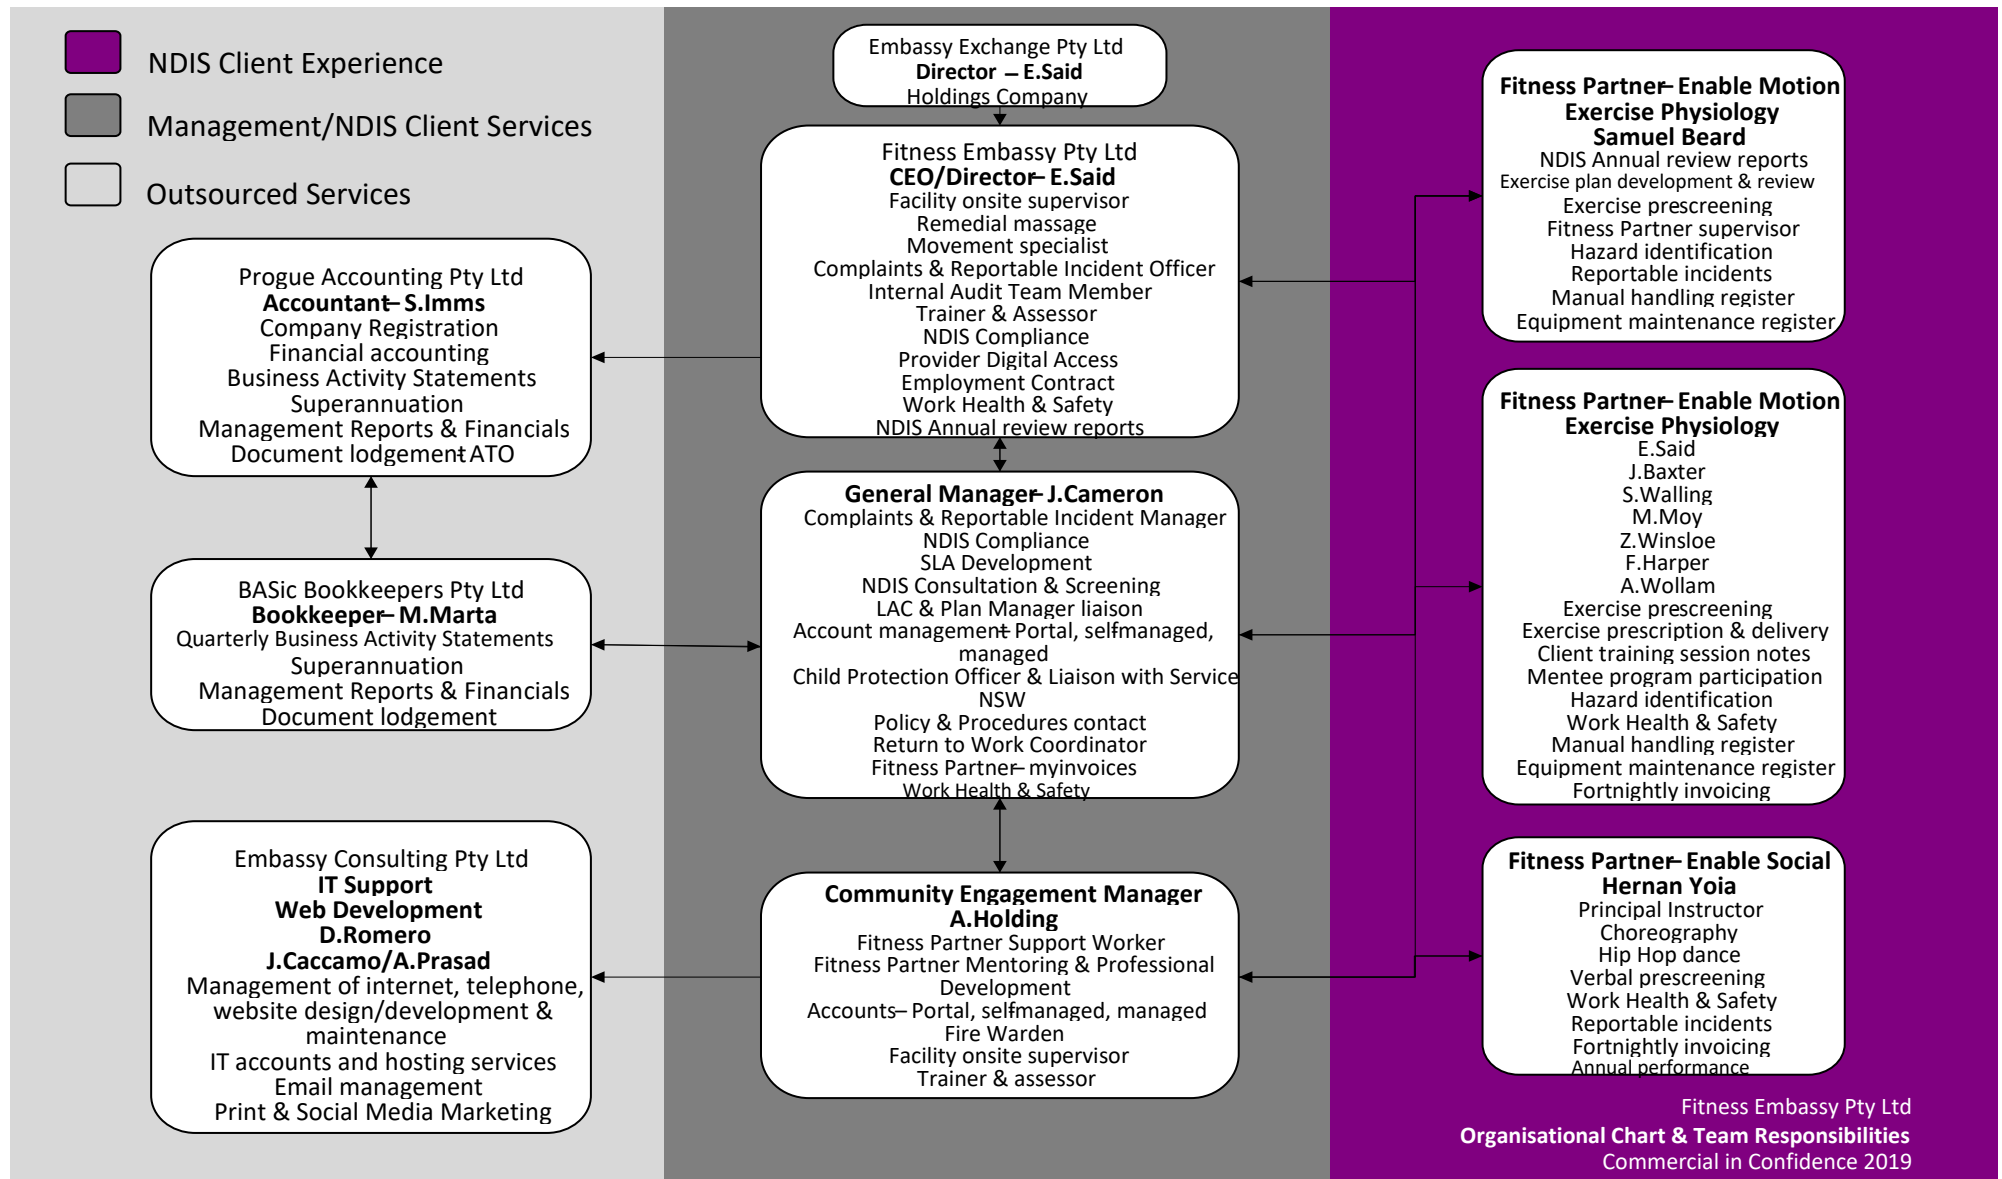 NDIS Client Experience
Management/NDIS Client Services
Outsourced Services
Progue Accounting Pty Ltd
Accountant– S.Imms
Company Registration
Financial accounting
Business Activity Statements
Superannuation
Management Reports & Financials
Document lodgement-ATO
BASic Bookkeepers Pty Ltd
Bookkeeper– M.Marta
Quarterly Business Activity Statements
Superannuation
Management Reports & Financials
Document lodgement
Embassy Consulting Pty Ltd
IT Support
Web Development
D.Romero
J.Caccamo/A.Prasad
Management of internet, telephone,
website design/development &
maintenance
IT accounts and hosting services
Email management
Print & Social Media Marketing
Embassy Exchange Pty Ltd
Director – E.Said
Holdings Company
Fitness Embassy Pty Ltd
CEO/Director– E.Said
Facility onsite supervisor
Remedial massage
Movement specialist
Complaints & Reportable Incident Officer
Internal Audit Team Member
Trainer & Assessor
NDIS Compliance
Provider Digital Access
Employment Contract
Work Health & Safety
NDIS Annual review reports
General Manager– J.Cameron
Complaints & Reportable Incident Manager
NDIS Compliance
SLA Development
NDIS Consultation & Screening
LAC & Plan Manager liaison
Account management– Portal, self-managed,
managed
Child Protection Officer & Liaison with Service
NSW
Policy & Procedures contact
Return to Work Coordinator
Fitness Partner– myinvoices
Work Health & Safety
Community Engagement Manager
A.Holding
Fitness Partner Support Worker
Fitness Partner Mentoring & Professional
Development
Accounts– Portal, self-managed, managed
Fire Warden
Facility onsite supervisor
Trainer & assessor
Fitness Partner– Enable Motion
Exercise Physiology
Samuel Beard
NDIS Annual review reports
Exercise plan development & review
Exercise prescreening
Fitness Partner supervisor
Hazard identification
Reportable incidents
Manual handling register
Equipment maintenance register
Fitness Partner– Enable Motion
Exercise Physiology
E.Said
J.Baxter
S.Walling
M.Moy
Z.Winsloe
F.Harper
A.Wollam
Exercise prescreening
Exercise prescription & delivery
Client training session notes
Mentee program participation
Hazard identification
Work Health & Safety
Manual handling register
Equipment maintenance register
Fortnightly invoicing
Fitness Partner– Enable Social
Hernan Yoia
Principal Instructor
Choreography
Hip Hop dance
Verbal prescreening
Work Health & Safety
Reportable incidents
Fortnightly invoicing
Annual performance
Fitness Embassy Pty Ltd
Organisational Chart & Team Responsibilities
Commercial in Confidence 2019